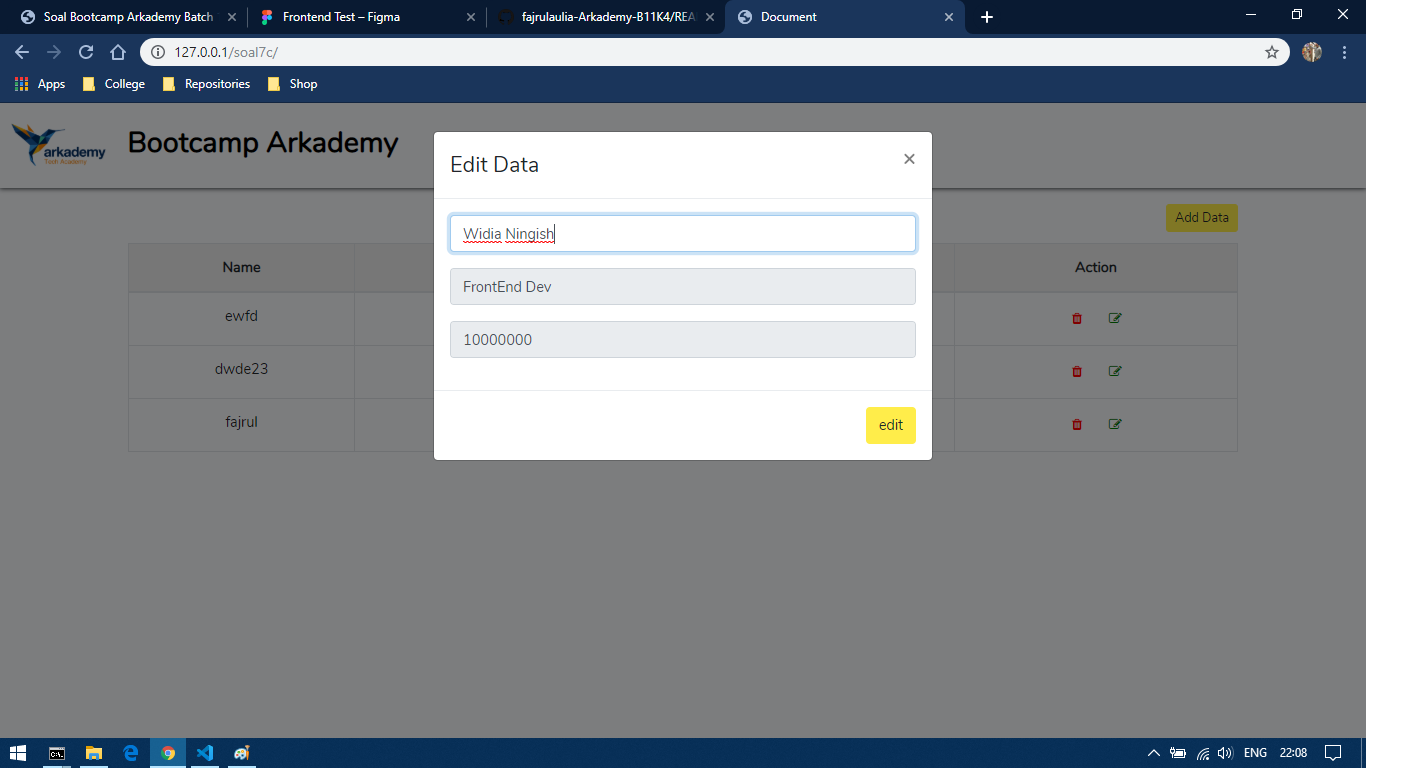 Soal Bootcamp Arkademy Batch
Frontend Test – Figma
fajrulaulia-Arkademy-B11K4/REA
Document
127.0.0.1/soal7c/
Apps
College
Repositories
Shop
arkademy
Tech Academy
Bootcamp Arkademy
Edit Data
×
Add Data
Widia Ningish
Name
Action
FrontEnd Dev
ewfd
10000000
dwde23
fajrul
edit
ENG
22:08